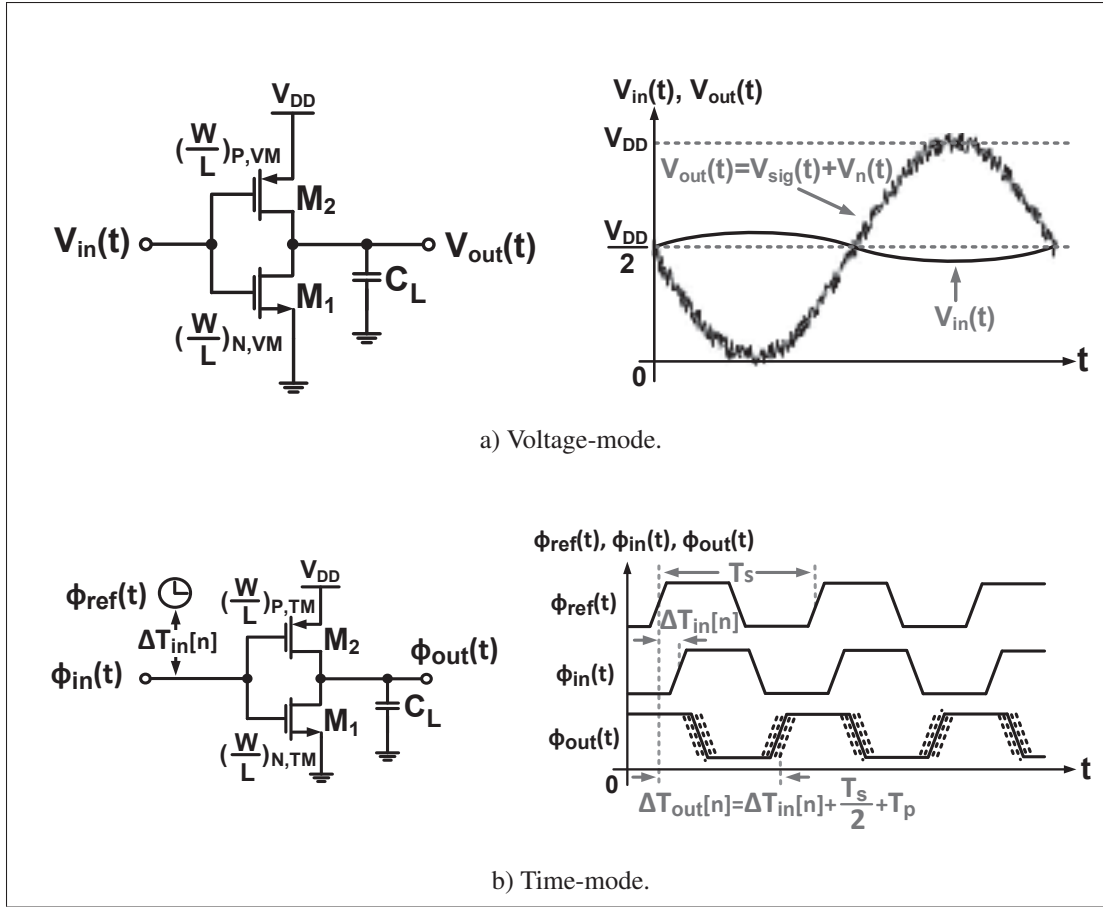 V_DD
(W/L)_P,VM
M_2
V_in(t)
V_out(t)
M_1
C_L
(W/L)_N,VM
V_in(t), V_out(t)
V_DD
V_out(t)=V_sig(t)+V_n(t)
V_DD/2
V_in(t)
0
t
a) Voltage-mode.
ϕ_ref(t)
V_DD
(W/L)_P,TM
ΔT_in[n]
M_2
ϕ_in(t)
ϕ_out(t)
M_1
C_L
(W/L)_N,TM
ϕ_ref(t), ϕ_in(t), ϕ_out(t)
T_s
ϕ_ref(t)
ΔT_in[n]
ϕ_in(t)
ϕ_out(t)
0
t
ΔT_out[n]=ΔT_in[n]+T_s/2+T_p
b) Time-mode.